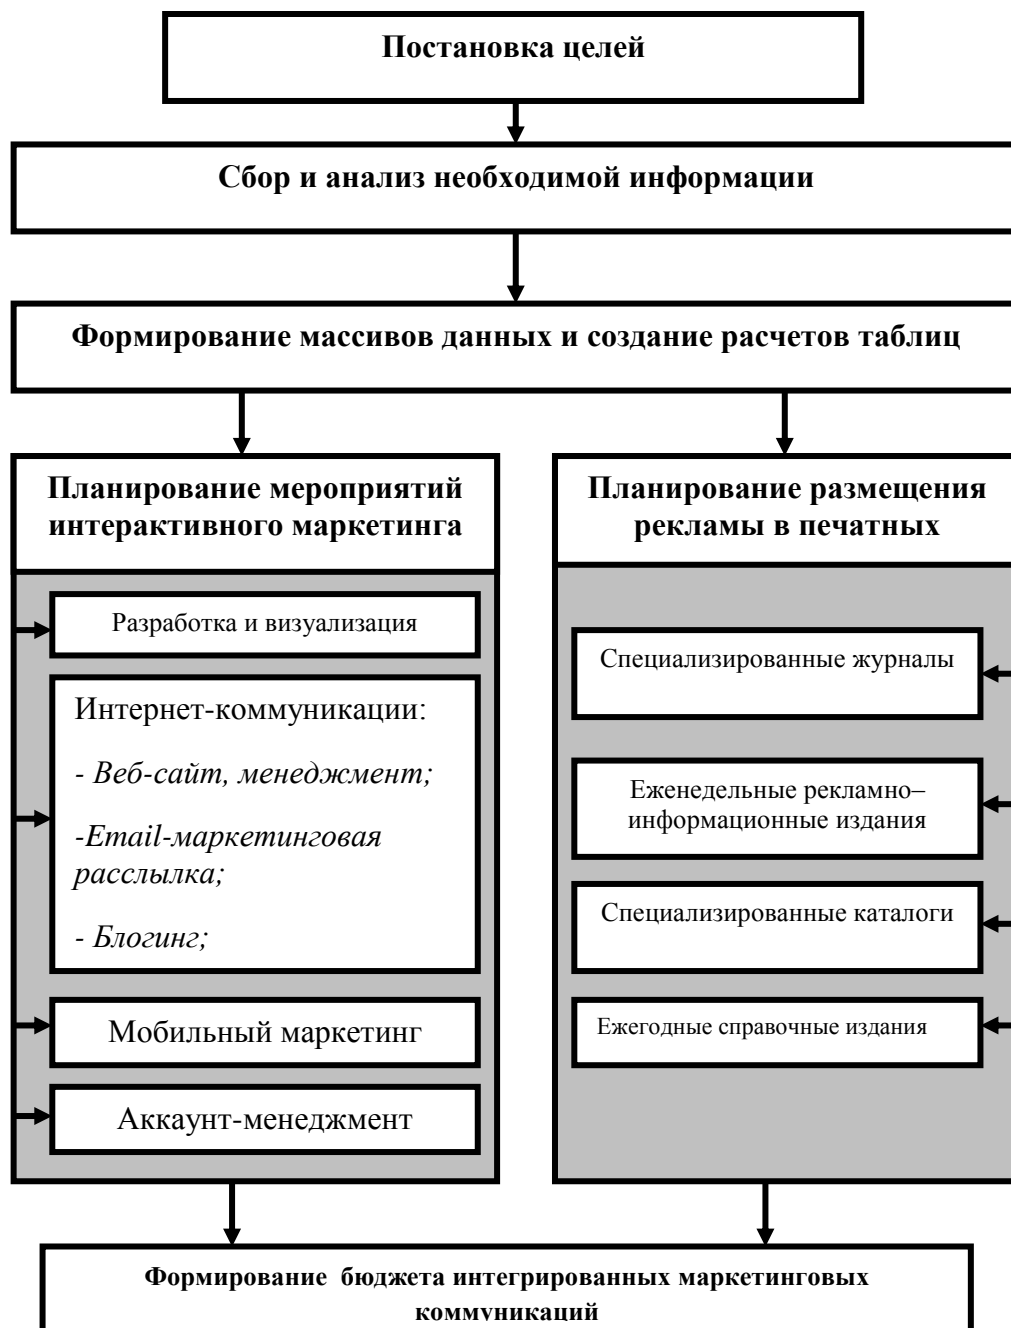 Постановка целей
Сбор и анализ необходимой информации
Формирование массивов данных и создание расчетов таблиц
Планирование мероприятий
интерактивного маркетинга
Разработка и визуализация
Интернет-коммуникации:
- Веб-сайт, менеджмент;
-Email-маркетинговая
расслылка;
- Блогинг;
Мобильный маркетинг
Аккаунт-менеджмент
Планирование размещения
рекламы в печатных
Специализированные журналы
Еженедельные рекламно–
информационные издания
Специализированные каталоги
Ежегодные справочные издания
Формирование бюджета интегрированных маркетинговых
коммуникаций